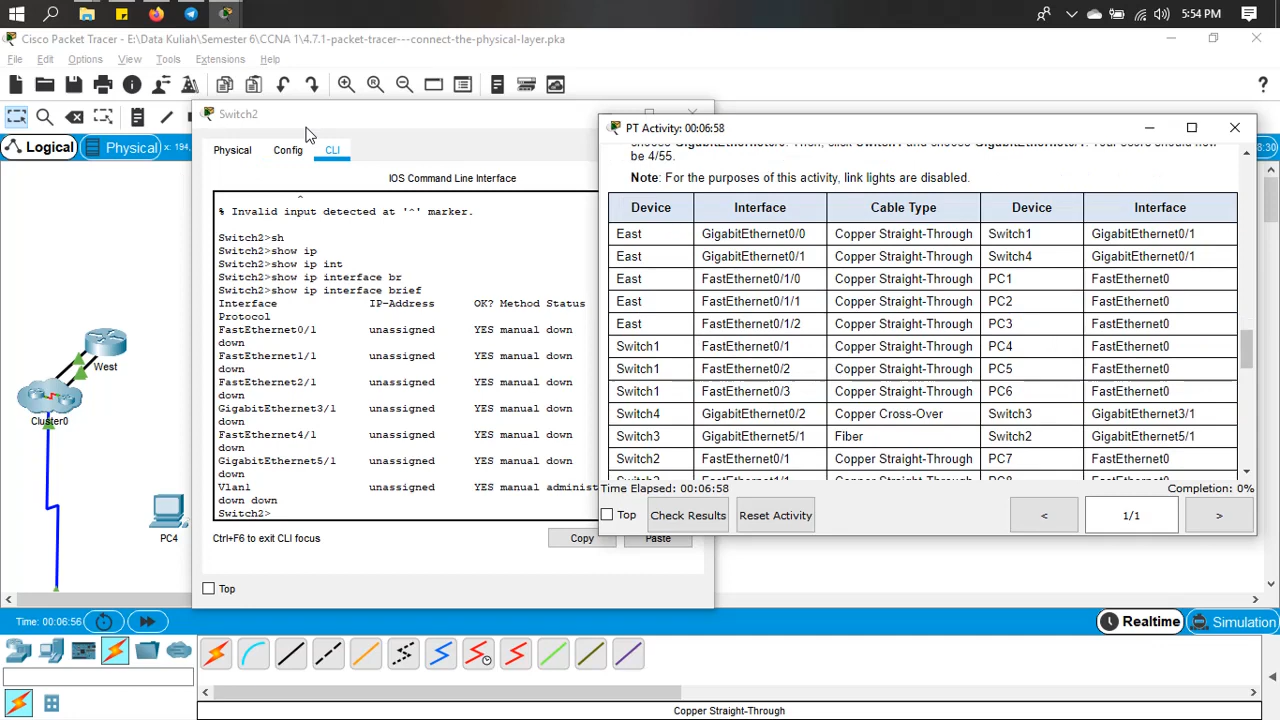 5:54 PM
Cisco Packet Tracer - E:\Data Kuliah\Semester 6\CCNA 1\4.7.1-packet-tracer---connect-the-physical-layer.pka
File Edit Options View Tools Extensions Help
?
Logical Physical x: 194,
8:30
Switch2
Physical Config CLI
IOS Command Line Interface
^
% Invalid input detected at '^' marker.
Switch2>sh
Switch2>show ip
Switch2>show ip int
Switch2>show ip interface br
Switch2>show ip interface brief
Interface IP-Address OK? Method Status
Protocol
FastEthernet0/1 unassigned YES manual down
down
FastEthernet1/1 unassigned YES manual down
down
FastEthernet2/1 unassigned YES manual down
down
GigabitEthernet3/1 unassigned YES manual down
down
FastEthernet4/1 unassigned YES manual down
down
GigabitEthernet5/1 unassigned YES manual down
down
Vlan1 unassigned YES manual administ
down down
Switch2>
Ctrl+F6 to exit CLI focus
Copy Paste
Top
PT Activity: 00:06:58
be 4/55.
Note: For the purposes of this activity, link lights are disabled.
Device Interface Cable Type Device Interface
East GigabitEthernet0/0 Copper Straight-Through Switch1 GigabitEthernet0/1
East GigabitEthernet0/1 Copper Straight-Through Switch4 GigabitEthernet0/1
East FastEthernet0/1/0 Copper Straight-Through PC1 FastEthernet0
East FastEthernet0/1/1 Copper Straight-Through PC2 FastEthernet0
East FastEthernet0/1/2 Copper Straight-Through PC3 FastEthernet0
Switch1 FastEthernet0/1 Copper Straight-Through PC4 FastEthernet0
Switch1 FastEthernet0/2 Copper Straight-Through PC5 FastEthernet0
Switch1 FastEthernet0/3 Copper Straight-Through PC6 FastEthernet0
Switch4 GigabitEthernet0/2 Copper Cross-Over Switch3 GigabitEthernet3/1
Switch3 GigabitEthernet5/1 Fiber Switch2 GigabitEthernet5/1
Switch2 FastEthernet0/1 Copper Straight-Through PC7 FastEthernet0
Time Elapsed: 00:06:58 Completion: 0%
Top Check Results Reset Activity < 1/1 >
West
Cluster0
PC4
Time: 00:06:56
Realtime Simulation
Copper Straight-Through